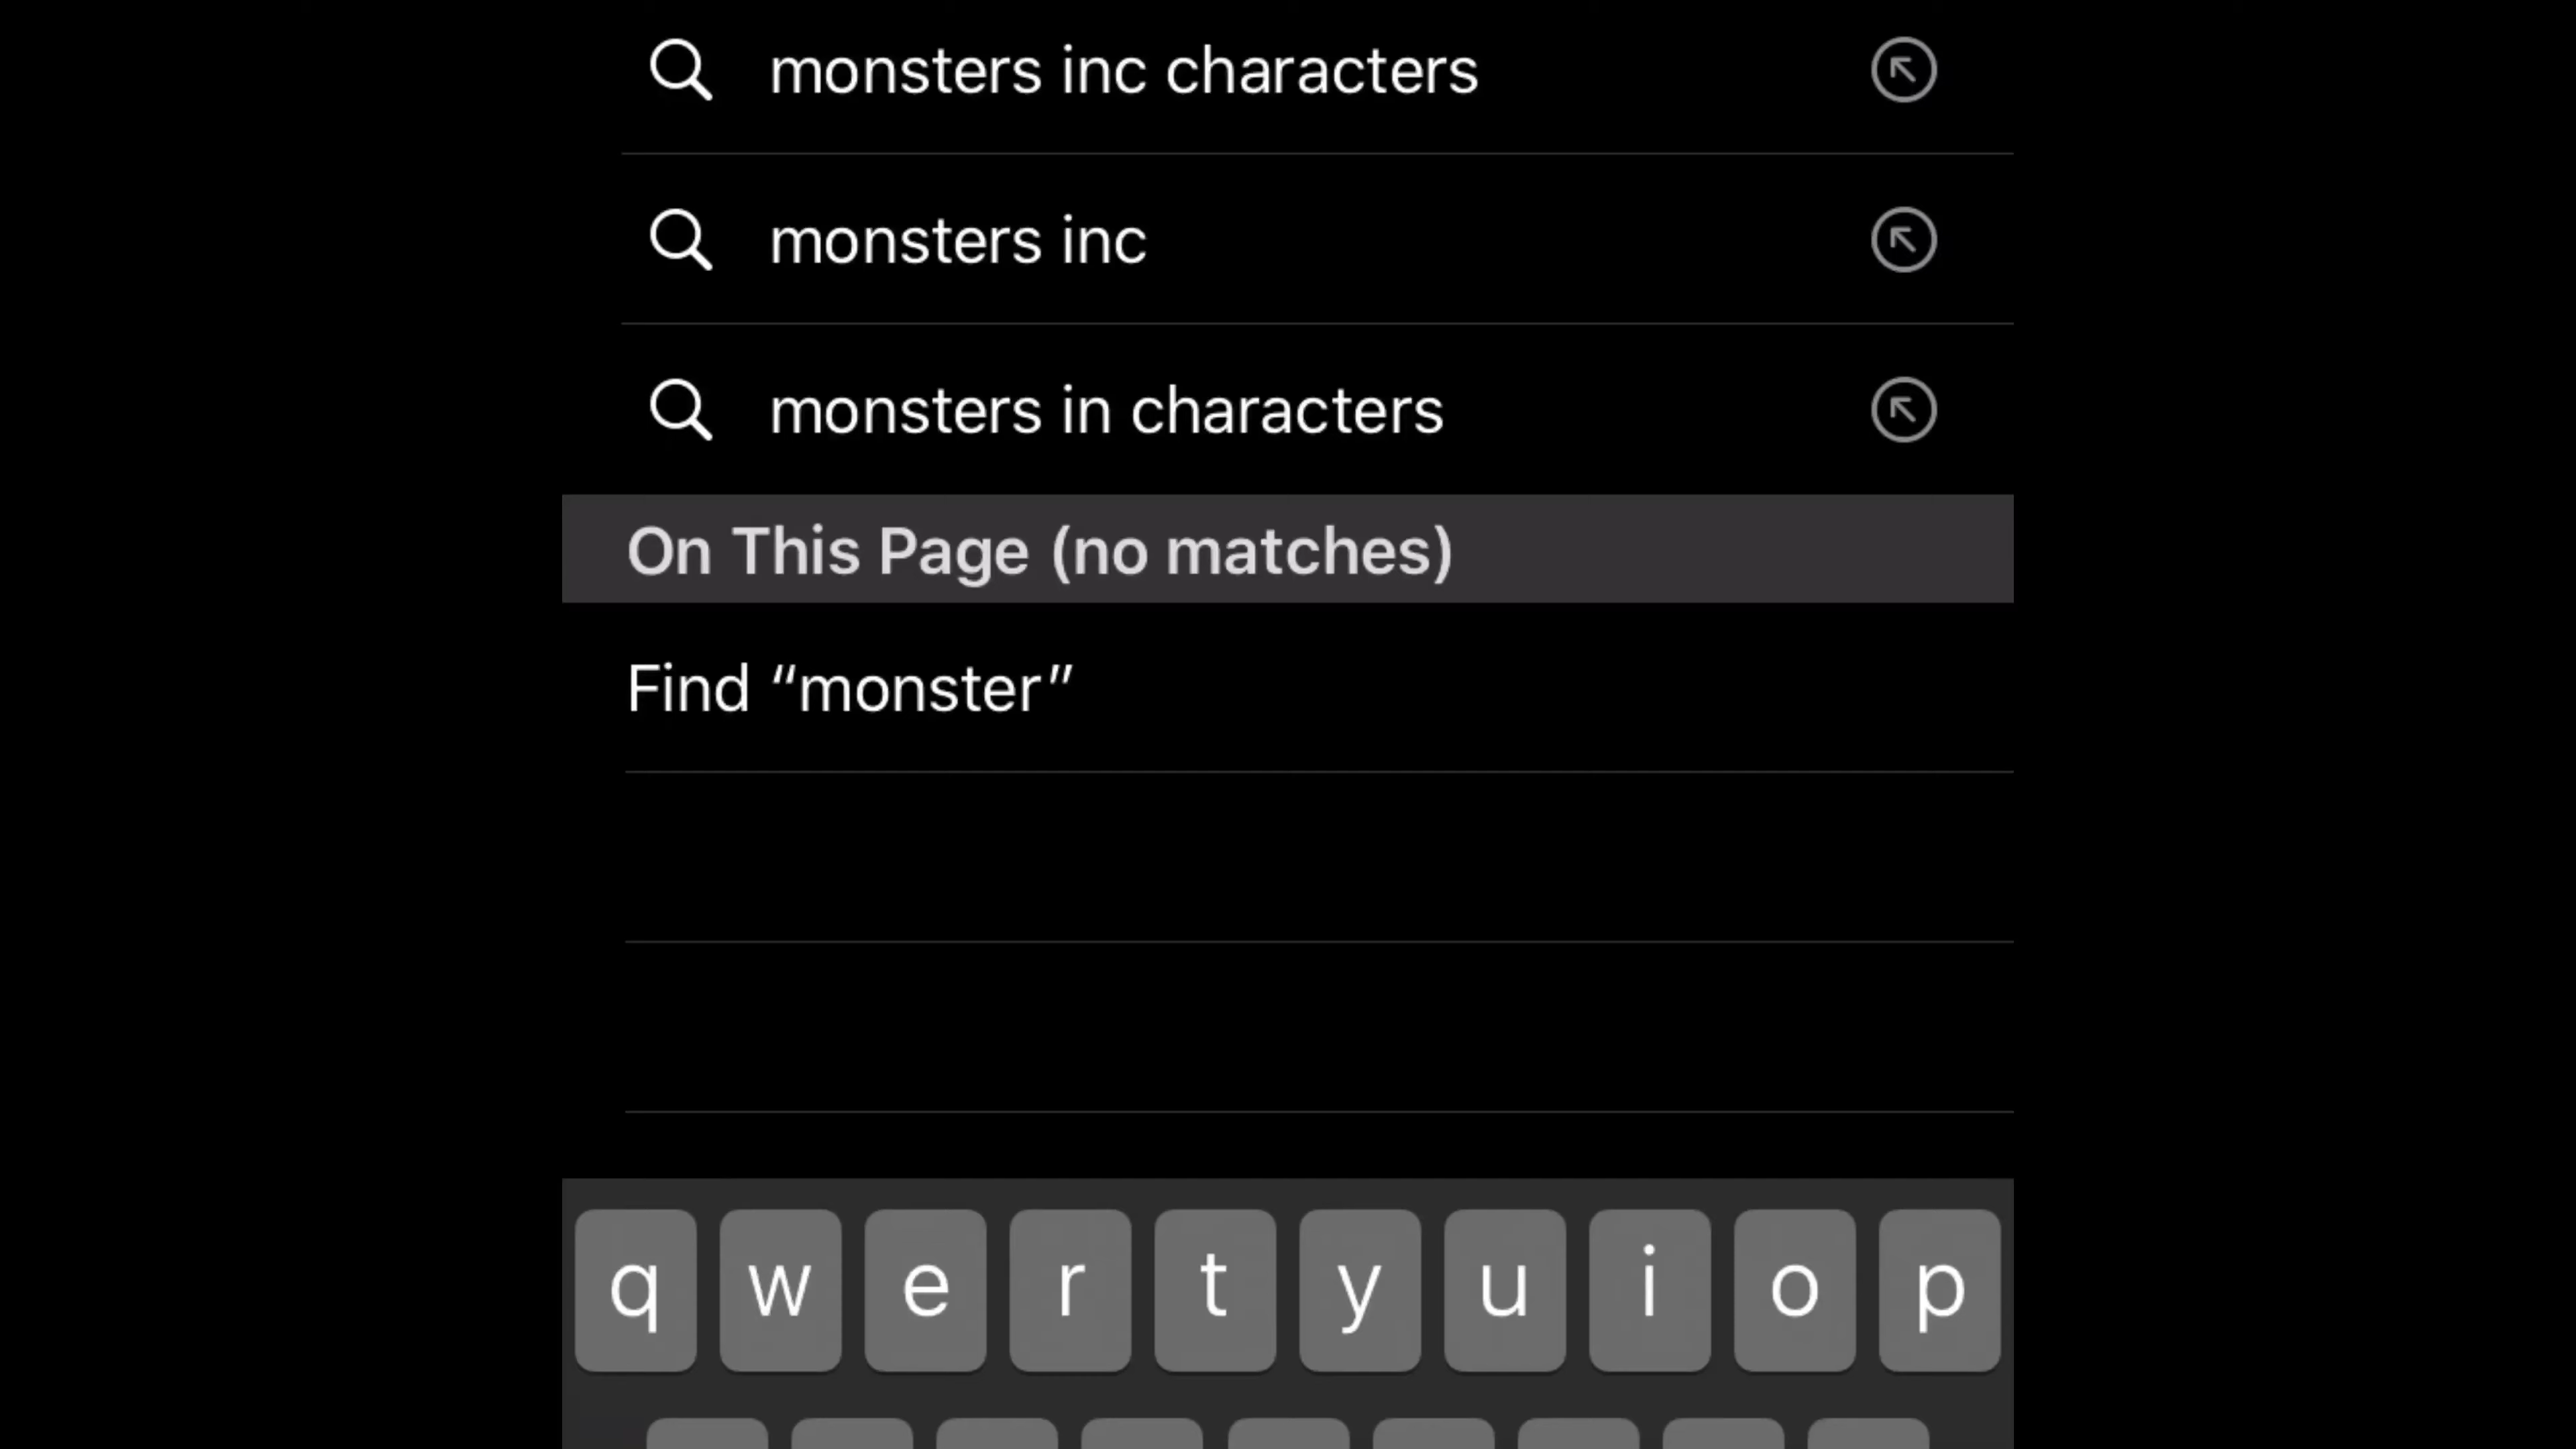 monsters inc characters
monsters inc
monsters in characters
On This Page (no matches)
Find “monster”
q w e r t y u i o p